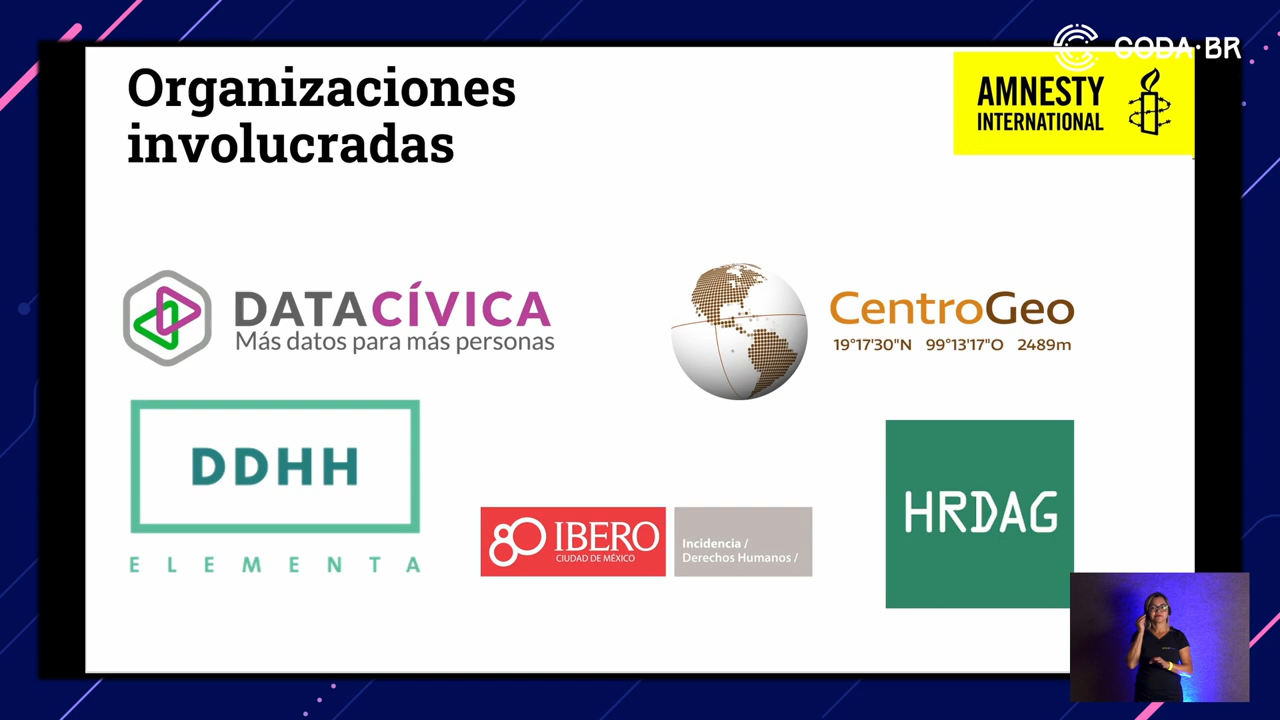 CODA·BR
Organizaciones
involucradas
AMNESTY
INTERNATIONAL
DATACÍVICA
Más datos para más personas
CentroGeo
19°17'30"N 99°13'17"O 2489m
DDHH
ELEMENTA
80 IBERO
CIUDAD DE MÉXICO
Incidencia /
Derechos Humanos /
HRDAG